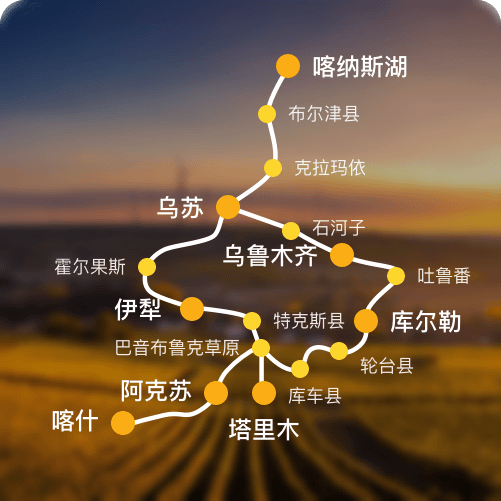 喀纳斯湖
布尔津县
克拉玛依
乌苏
石河子
乌鲁木齐
霍尔果斯
吐鲁番
伊犁
特克斯县
库尔勒
巴音布鲁克草原
轮台县
阿克苏
库车县
喀什
塔里木